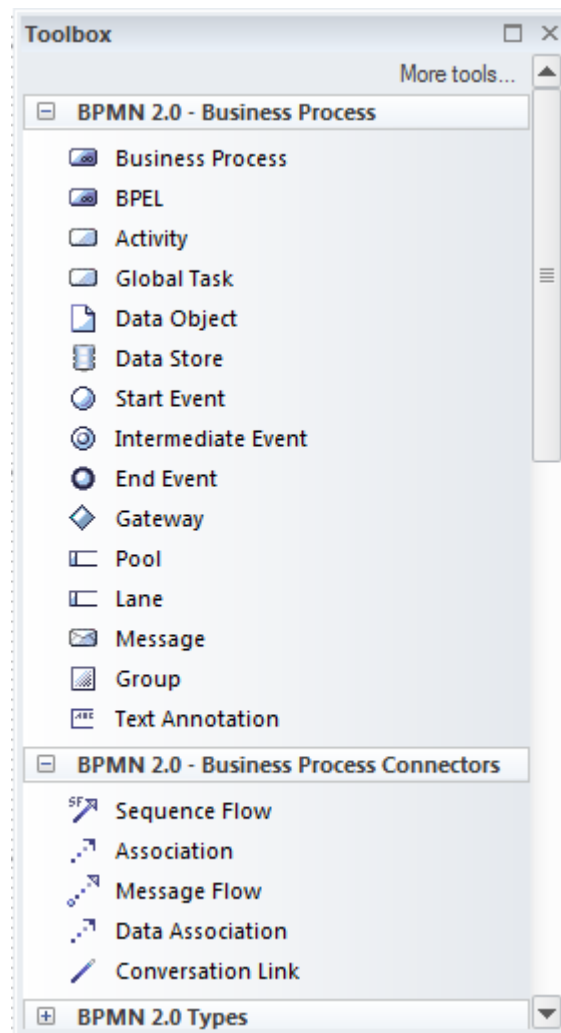 Toolbox
More tools...
BPMN 2.0 - Business Process
Business Process
BPEL
Activity
Global Task
Data Object
Data Store
Start Event
Intermediate Event
End Event
Gateway
Pool
Lane
Message
Group
Text Annotation
BPMN 2.0 - Business Process Connectors
Sequence Flow
Association
Message Flow
Data Association
Conversation Link
BPMN 2.0 Types